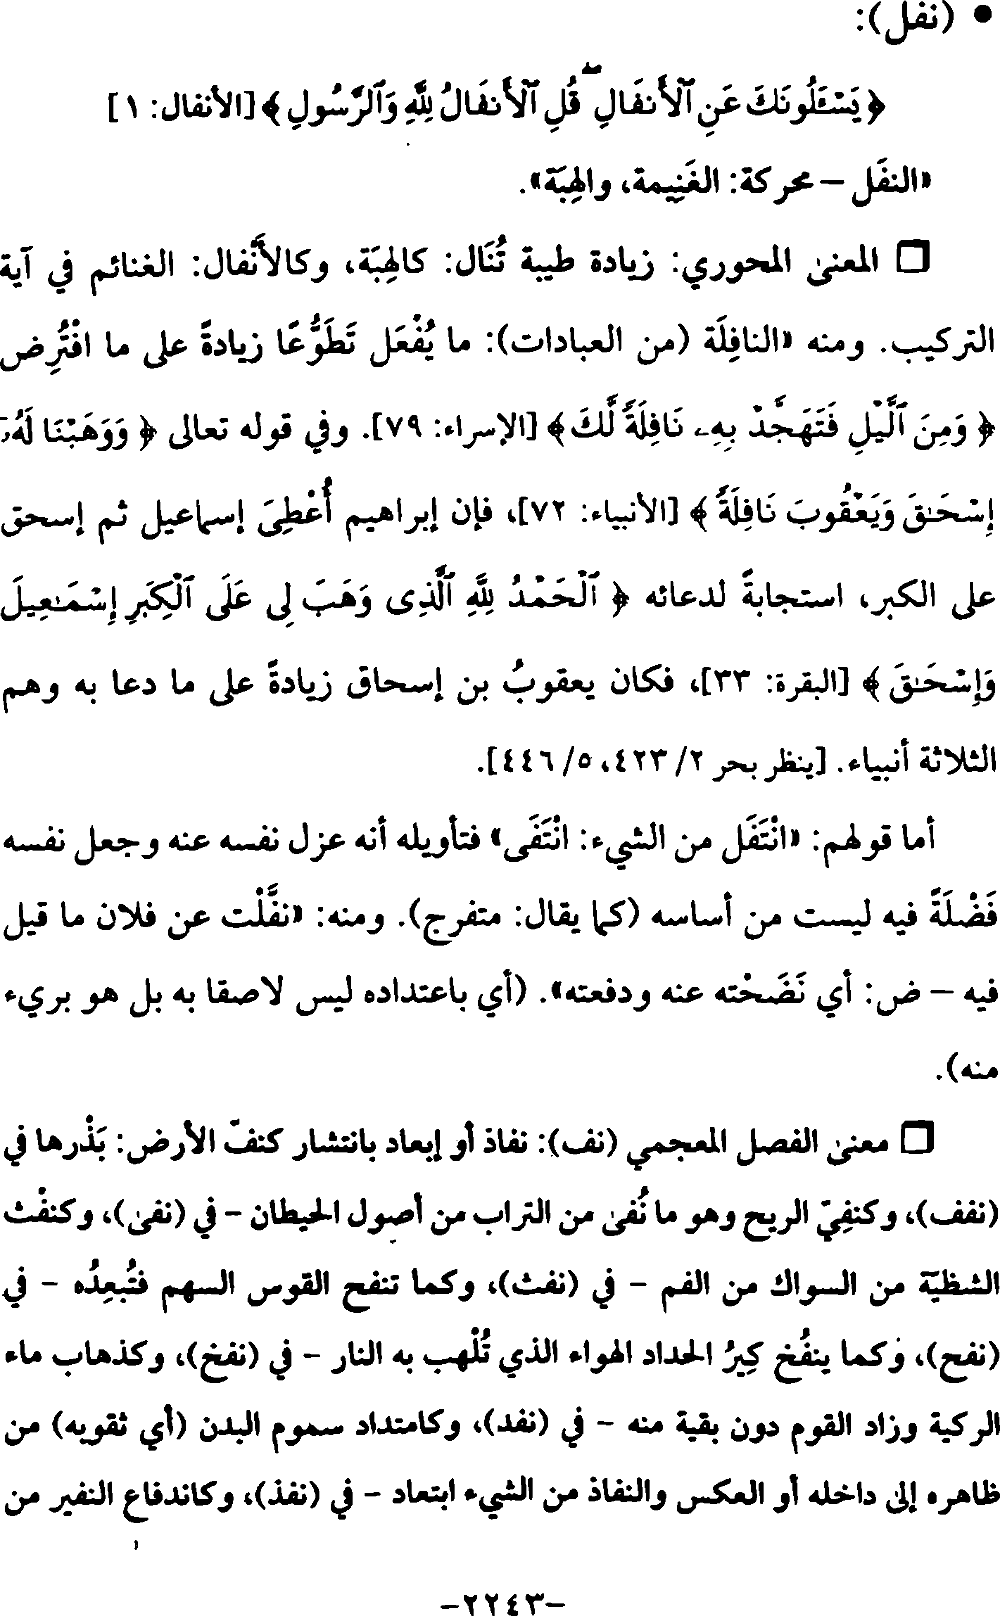 • (نفل):
﴿ يَسْـَٔلُونَكَ عَنِ ٱلْأَنفَالِ ۖ قُلِ ٱلْأَنفَالُ لِلَّهِ وَٱلرَّسُولِ ﴾ [الأنفال: ١]
«النفَل – محركة: الغَنِيمة، والهِبَة».
❑ المعنى المحوري: زيادة طيبة تُنَال: كالهِبَة، وكالأَنْفال: الغنائم في آية
التركيب. ومنه «النافِلَة (من العبادات): ما يُفْعَل تَطَوُّعًا زيادةً على ما افْتُرِض
﴿ وَمِنَ ٱلَّيْلِ فَتَهَجَّدْ بِهِۦ نَافِلَةً لَّكَ ﴾ [الإسراء: ٧٩]. وفي قوله تعالى ﴿ وَوَهَبْنَا لَهُۥٓ
إِسْحَـٰقَ وَيَعْقُوبَ نَافِلَةً ﴾ [الأنبياء: ٧٢]، فإن إبراهيم أُعْطِىَ إسماعيل ثم إسحق
على الكبر، استجابةً لدعائه ﴿ ٱلْحَمْدُ لِلَّهِ ٱلَّذِى وَهَبَ لِى عَلَى ٱلْكِبَرِ إِسْمَـٰعِيلَ
وَإِسْحَـٰقَ ﴾ [البقرة: ٣٣]، فكان يعقوبُ بن إسحاق زيادةً على ما دعا به وهم
الثلاثة أنبياء. [ينظر بحر ٢/ ٤٢٣، ٥/ ٤٤٦].
أما قولهم: «انْتَفَل من الشيء: انْتَفَى» فتأويله أنه عزل نفسه عنه وجعل نفسه
فَضْلَةً فيه ليست من أساسه (كما يقال: متفرج). ومنه: «نفَّلْت عن فلان ما قيل
فيه – ض: أي نَضَحْته عنه ودفعته». (أي باعتداده ليس لاصقا به بل هو بريء
منه).
❑ معنى الفصل المعجمي (نف): نفاذ أو إبعاد بانتشار كنفّ الأرض: بَذْرها في
(نفف)، وكنفِيّ الريح وهو ما نُفى من التراب من أصول الحيطان – في (نفى)، وكنفْث
الشظيّة من السواك من الفم – في (نفث)، وكما تنفح القوس السهم فتُبعِدُه – في
(نفح)، وكما ينفُخ كِيرُ الحداد الهواء الذي تُلْهب به النار – في (نفخ)، وكذهاب ماء
الركية وزاد القوم دون بقية منه – في (نفد)، وكامتداد سموم البدن (أي ثقوبه) من
ظاهره إلى داخله أو العكس والنفاذ من الشيء ابتعاد – في (نفذ)، وكاندفاع النفير من
–٢٢٤٣–